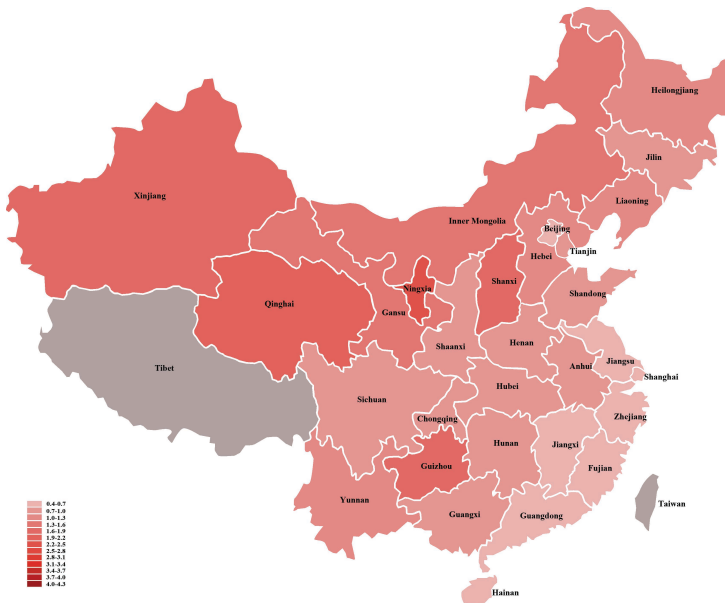 Heilongjiang
Jilin
Xinjiang
Liaoning
Inner Mongolia
Beijing
Tianjin
Hebei
Shanxi
Ningxia
Shandong
Qinghai
Gansu
Henan
Shaanxi
Jiangsu
Anhui
Tibet
Shanghai
Hubei
Sichuan
Zhejiang
Chongqing
Hunan
Jiangxi
Guizhou
Fujian
Yunnan
Taiwan
Guangxi
Guangdong
Hainan
0.4-0.7
0.7-1.0
1.0-1.3
1.3-1.6
1.6-1.9
1.9-2.2
2.2-2.5
2.5-2.8
2.8-3.1
3.1-3.4
3.4-3.7
3.7-4.0
4.0-4.3